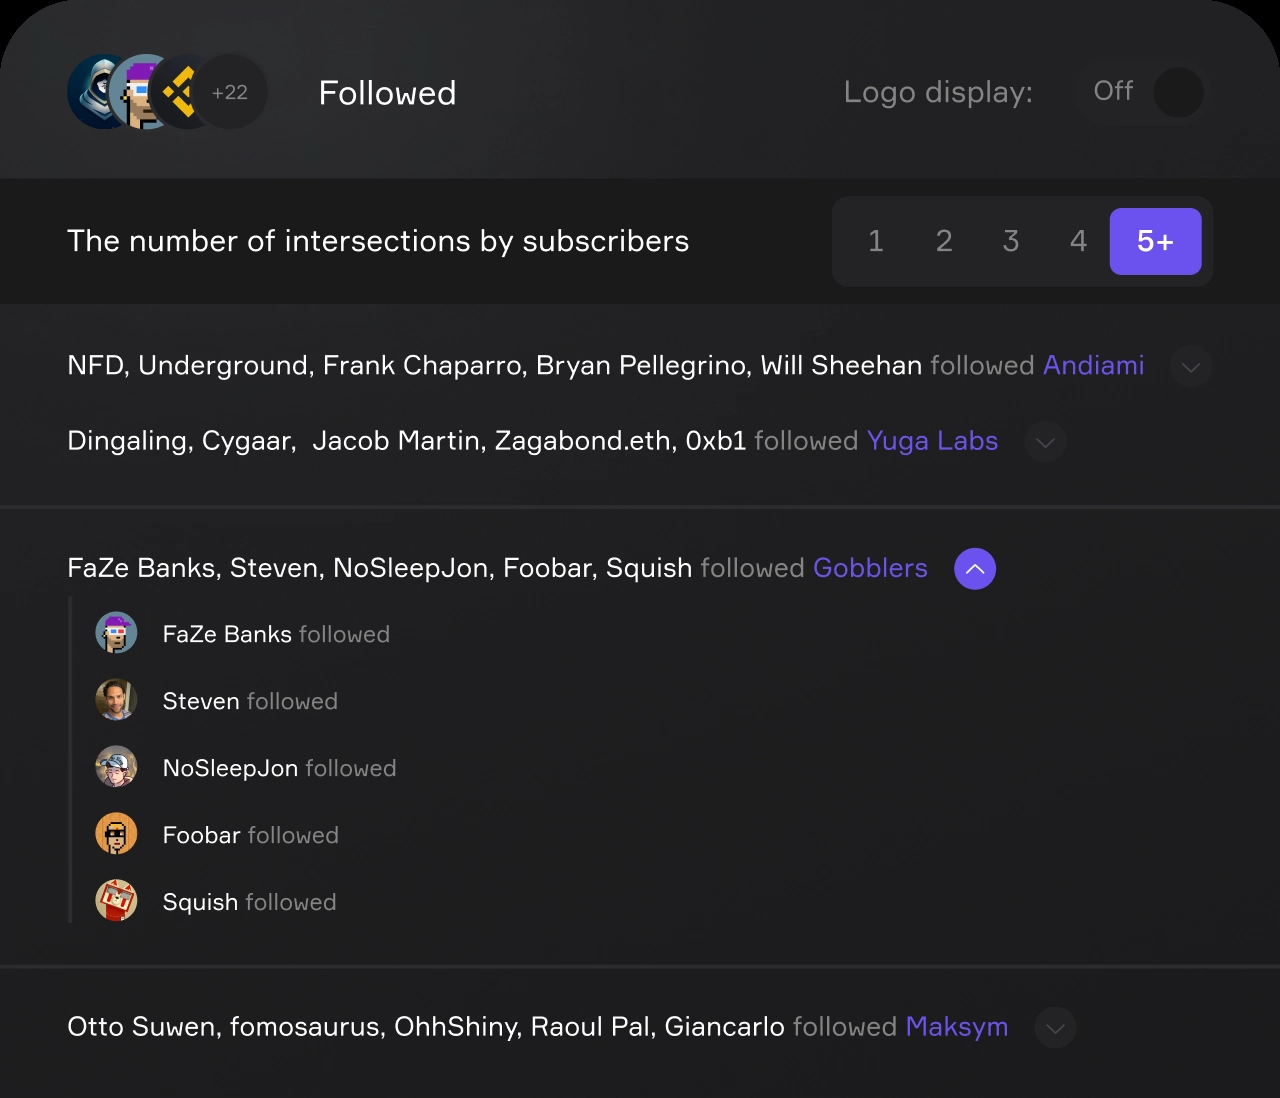 +22 Followed Logo display: Off
The number of intersections by subscribers 1 2 3 4 5+
NFD, Underground, Frank Chaparro, Bryan Pellegrino, Will Sheehan followed Andiami
Dingaling, Cygaar, Jacob Martin, Zagabond.eth, 0xb1 followed Yuga Labs
FaZe Banks, Steven, NoSleepJon, Foobar, Squish followed Gobblers
FaZe Banks followed
Steven followed
NoSleepJon followed
Foobar followed
Squish followed
Otto Suwen, fomosaurus, OhhShiny, Raoul Pal, Giancarlo followed Maksym